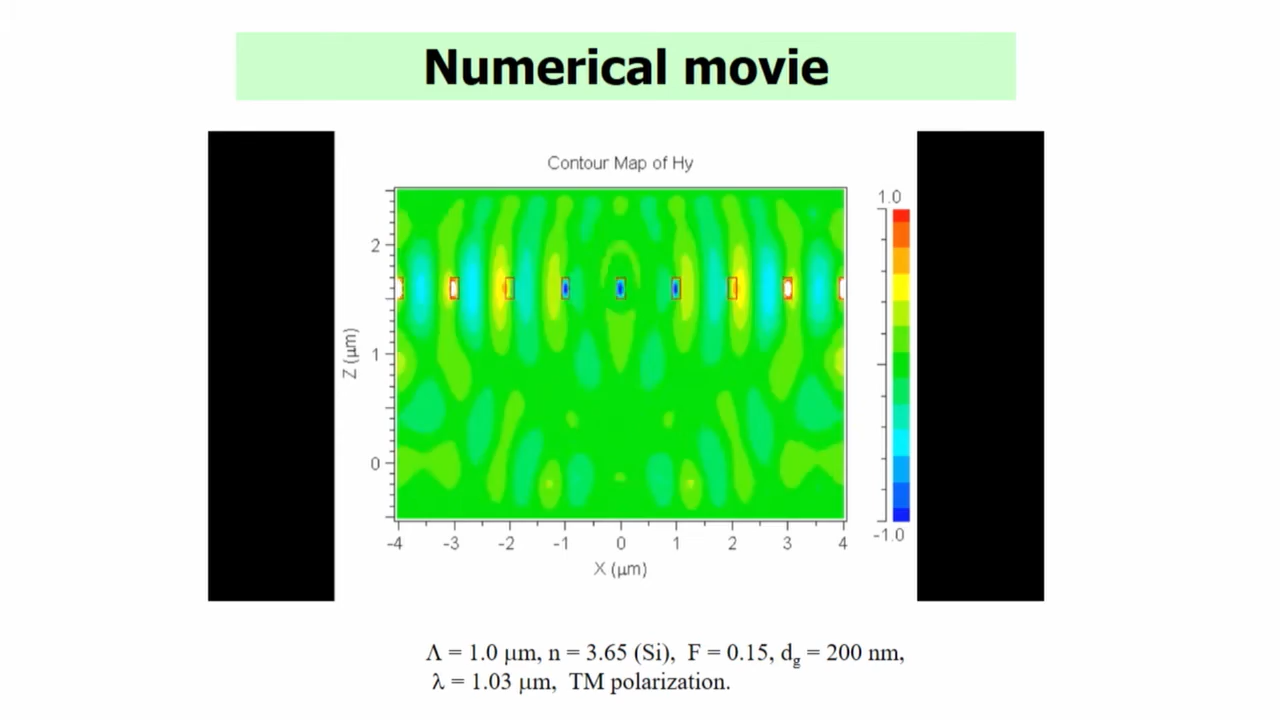 Numerical movie
Contour Map of Hy
1.0
2
1
0
Z (μm)
-1.0
-4 -3 -2 -1 0 1 2 3 4
X (μm)
Λ = 1.0 μm, n = 3.65 (Si), F = 0.15, dg = 200 nm,
λ = 1.03 μm, TM polarization.